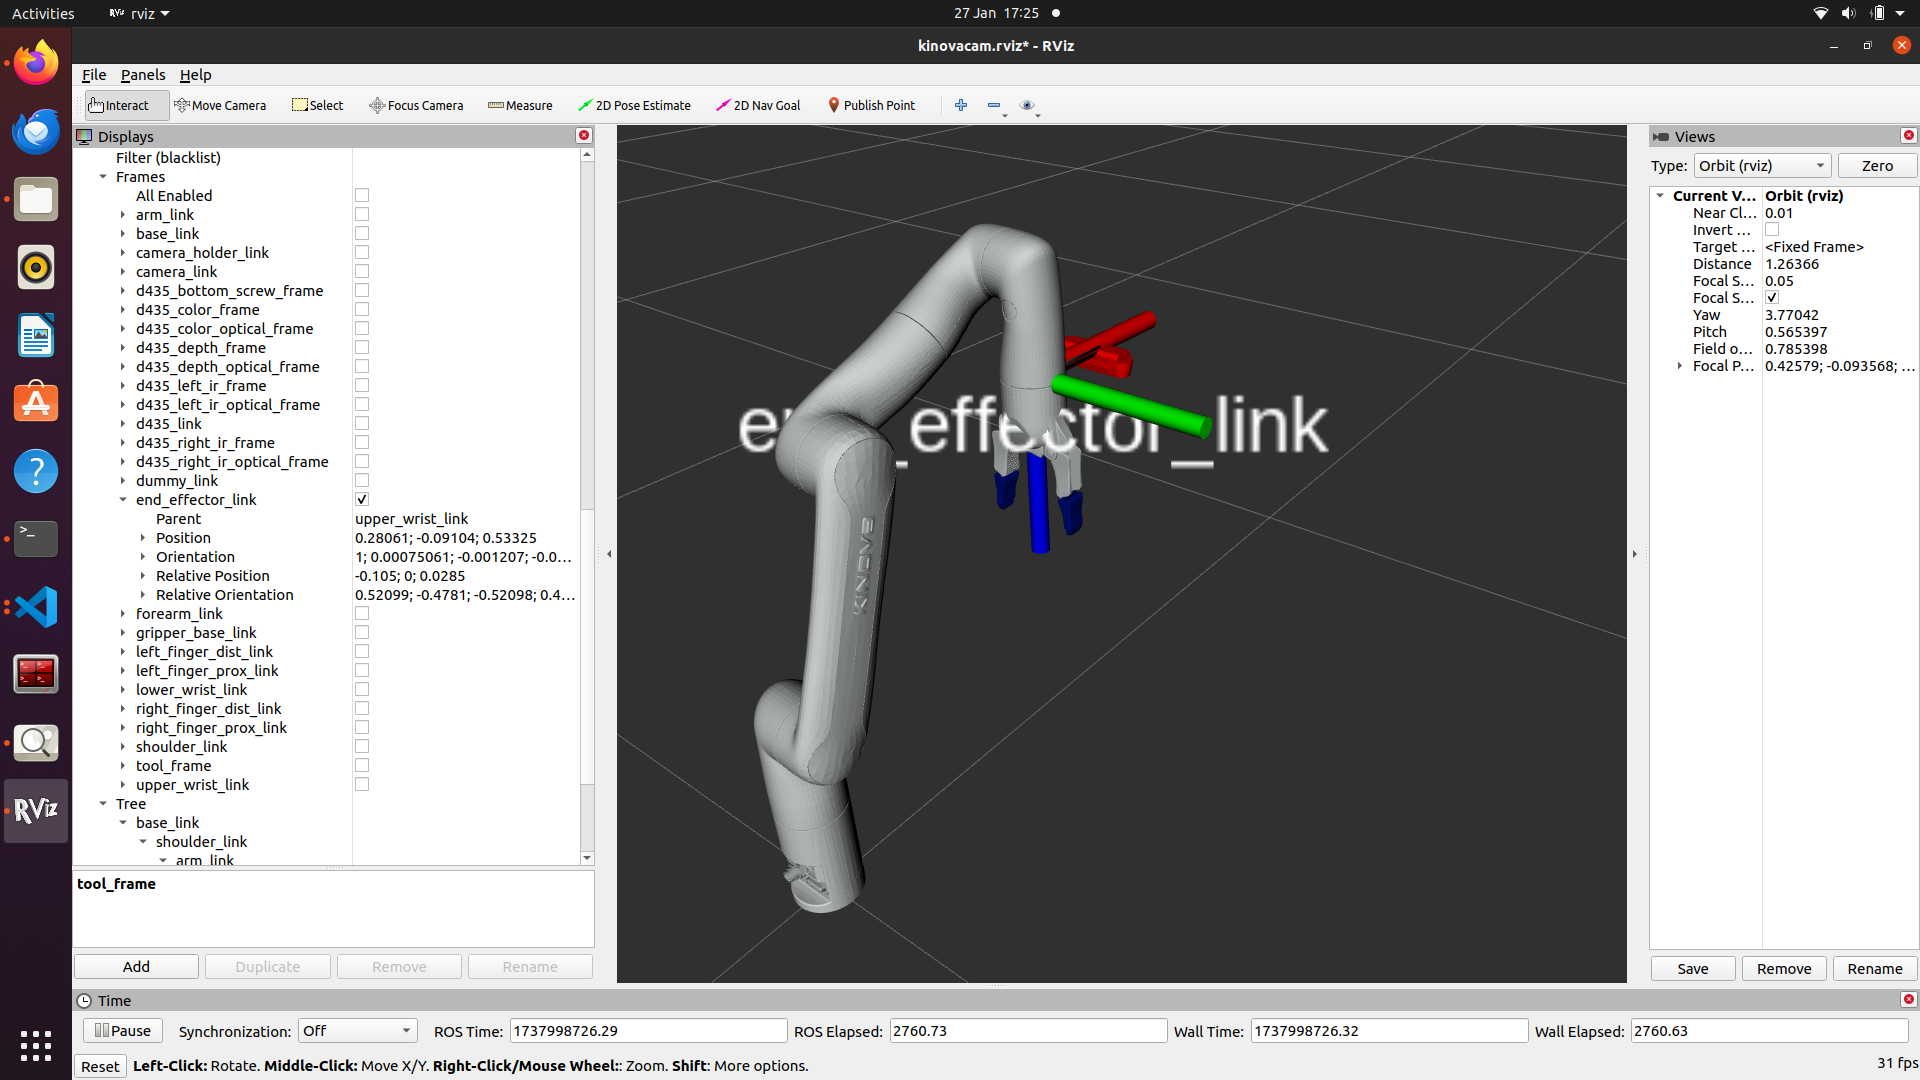 Activities RViz rviz 27 Jan 17:25
kinovacam.rviz* - RViz
File Panels Help
Interact Move Camera Select Focus Camera Measure 2D Pose Estimate 2D Nav Goal Publish Point
Displays
Filter (blacklist)
Frames
All Enabled
arm_link
base_link
camera_holder_link
camera_link
d435_bottom_screw_frame
d435_color_frame
d435_color_optical_frame
d435_depth_frame
d435_depth_optical_frame
d435_left_ir_frame
d435_left_ir_optical_frame
d435_link
d435_right_ir_frame
d435_right_ir_optical_frame
dummy_link
end_effector_link
Parent upper_wrist_link
Position 0.28061; -0.09104; 0.53325
Orientation 1; 0.00075061; -0.001207; -0.0...
Relative Position -0.105; 0; 0.0285
Relative Orientation 0.52099; -0.4781; -0.52098; 0.4...
forearm_link
gripper_base_link
left_finger_dist_link
left_finger_prox_link
lower_wrist_link
right_finger_dist_link
right_finger_prox_link
shoulder_link
tool_frame
upper_wrist_link
Tree
base_link
shoulder_link
arm_link
tool_frame
Add Duplicate Remove Rename
end_effector_link
KINOVA
Views
Type: Orbit (rviz) Zero
Current V... Orbit (rviz)
Near Cl... 0.01
Invert ...
Target ... <Fixed Frame>
Distance 1.26366
Focal S... 0.05
Focal S...
Yaw 3.77042
Pitch 0.565397
Field o... 0.785398
Focal P... 0.42579; -0.093568; ...
Save Remove Rename
Time
Pause Synchronization: Off ROS Time: 1737998726.29 ROS Elapsed: 2760.73 Wall Time: 1737998726.32 Wall Elapsed: 2760.63
Reset Left-Click: Rotate. Middle-Click: Move X/Y. Right-Click/Mouse Wheel:: Zoom. Shift: More options. 31 fps
RViz